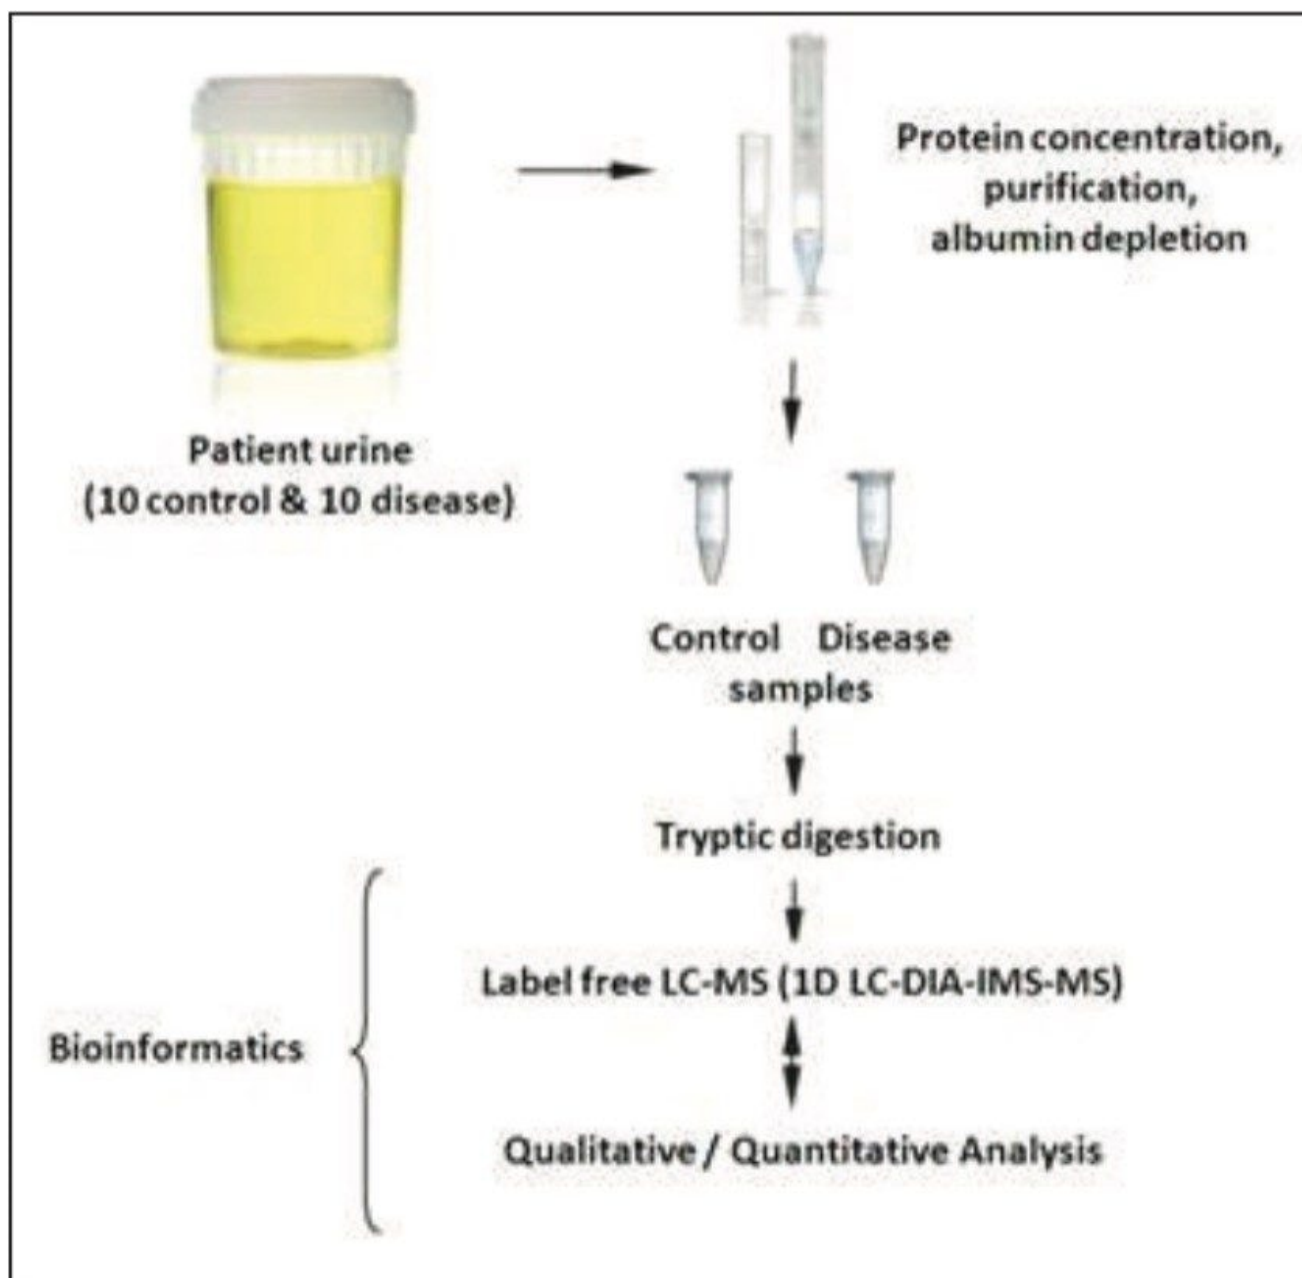 Protein concentration,
purification,
albumin depletion
Patient urine
(10 control & 10 disease)
Control Disease
samples
Tryptic digestion
Label free LC-MS (1D LC-DIA-IMS-MS)
Bioinformatics
Qualitative / Quantitative Analysis